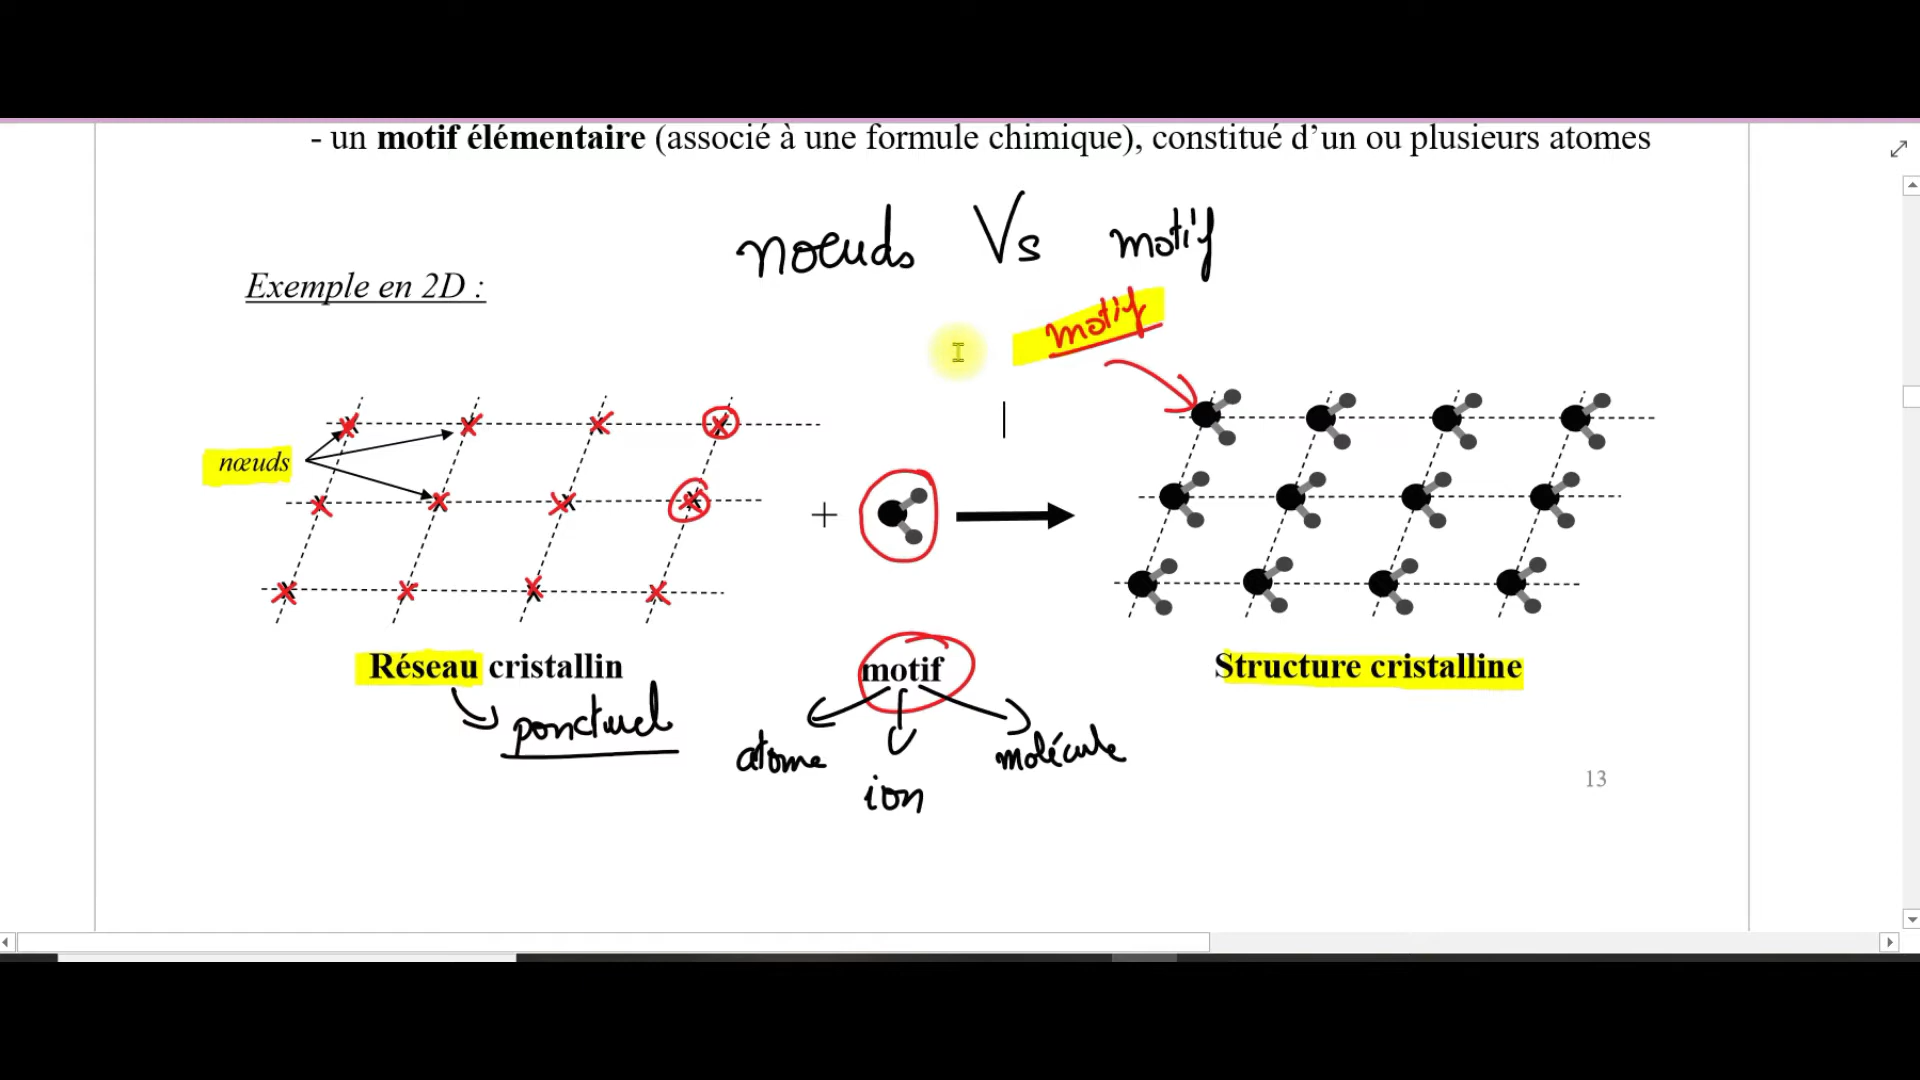 - un motif élémentaire (associé à une formule chimique), constitué d’un ou plusieurs atomes
nœuds Vs motif
Exemple en 2D :
motif
nœuds
+
Réseau cristallin
motif
Structure cristalline
ponctuel
atome
ion
molécule
13